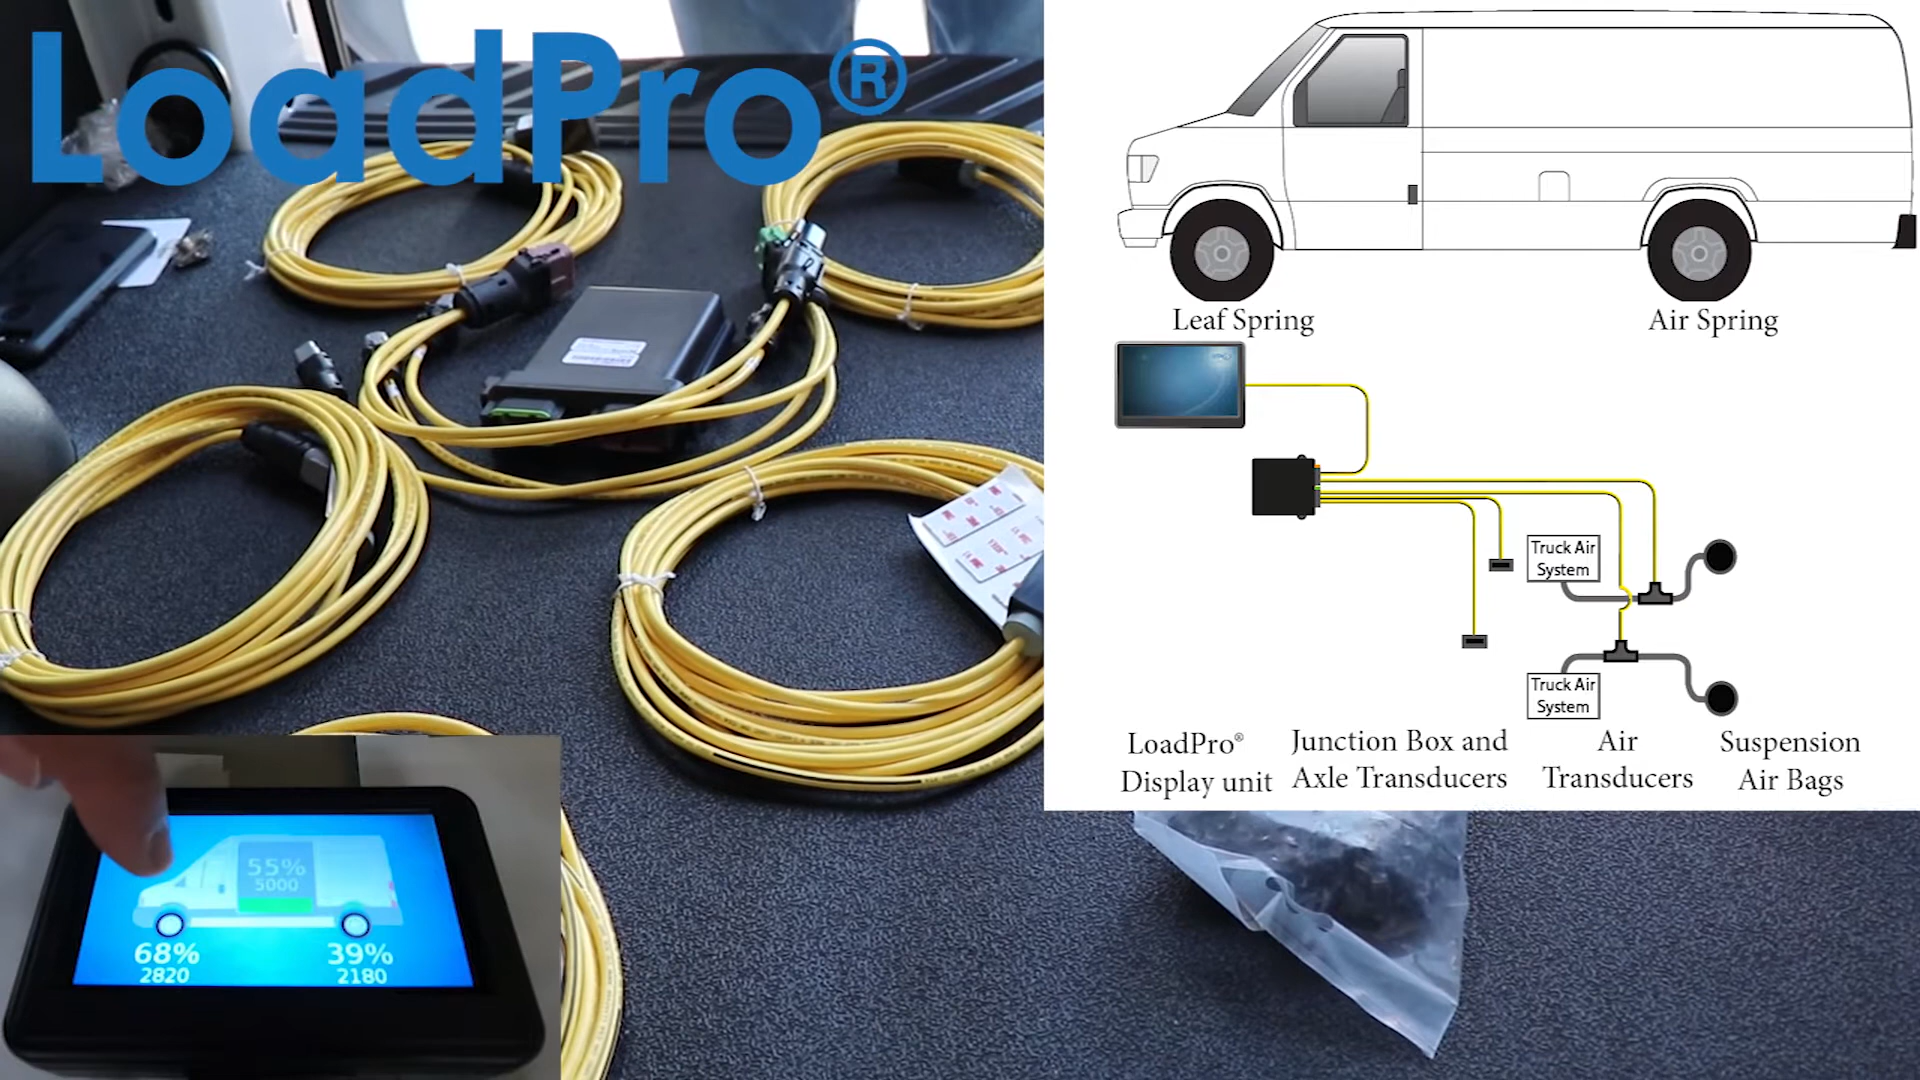 LoadPro®
Leaf Spring
Air Spring
Truck Air
System
Truck Air
System
LoadPro®
Display unit
Junction Box and
Axle Transducers
Air
Transducers
Suspension
Air Bags
55%
5000
68%
2820
39%
2180